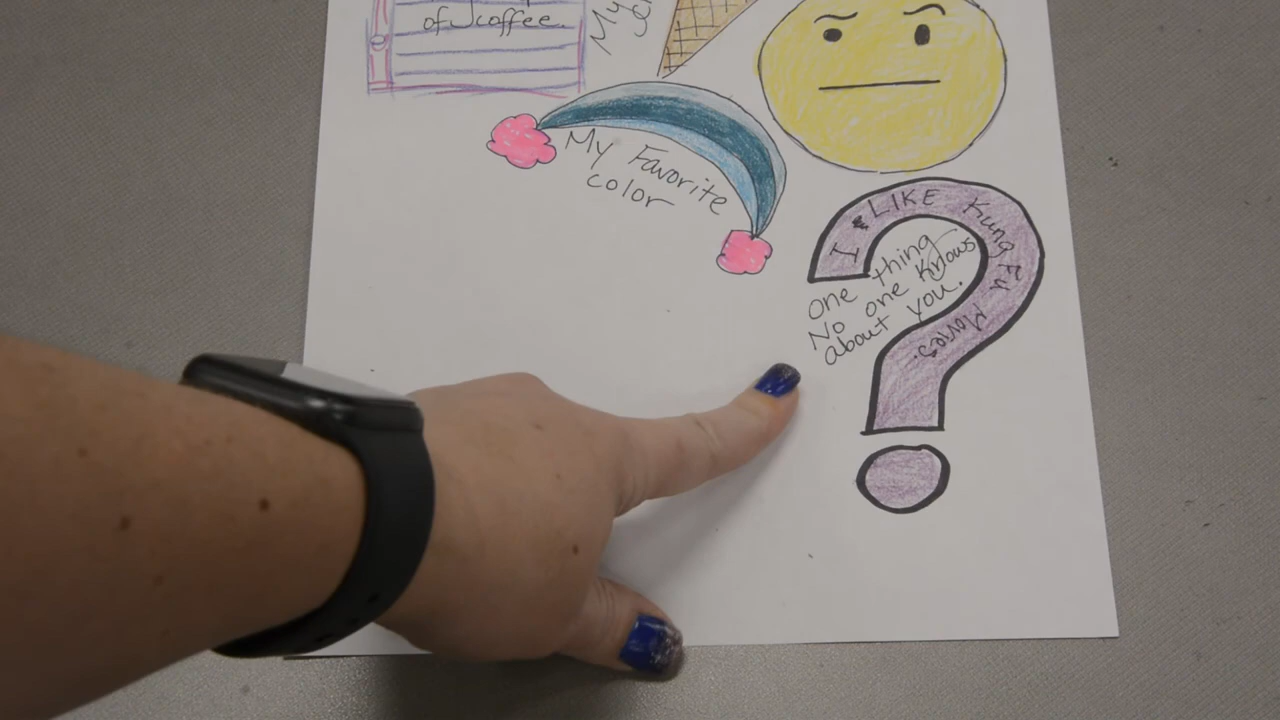 of coffee.
My
My Favorite
color
I LIKE Kung Fu Movies.
one thing
No one Knows
about you.